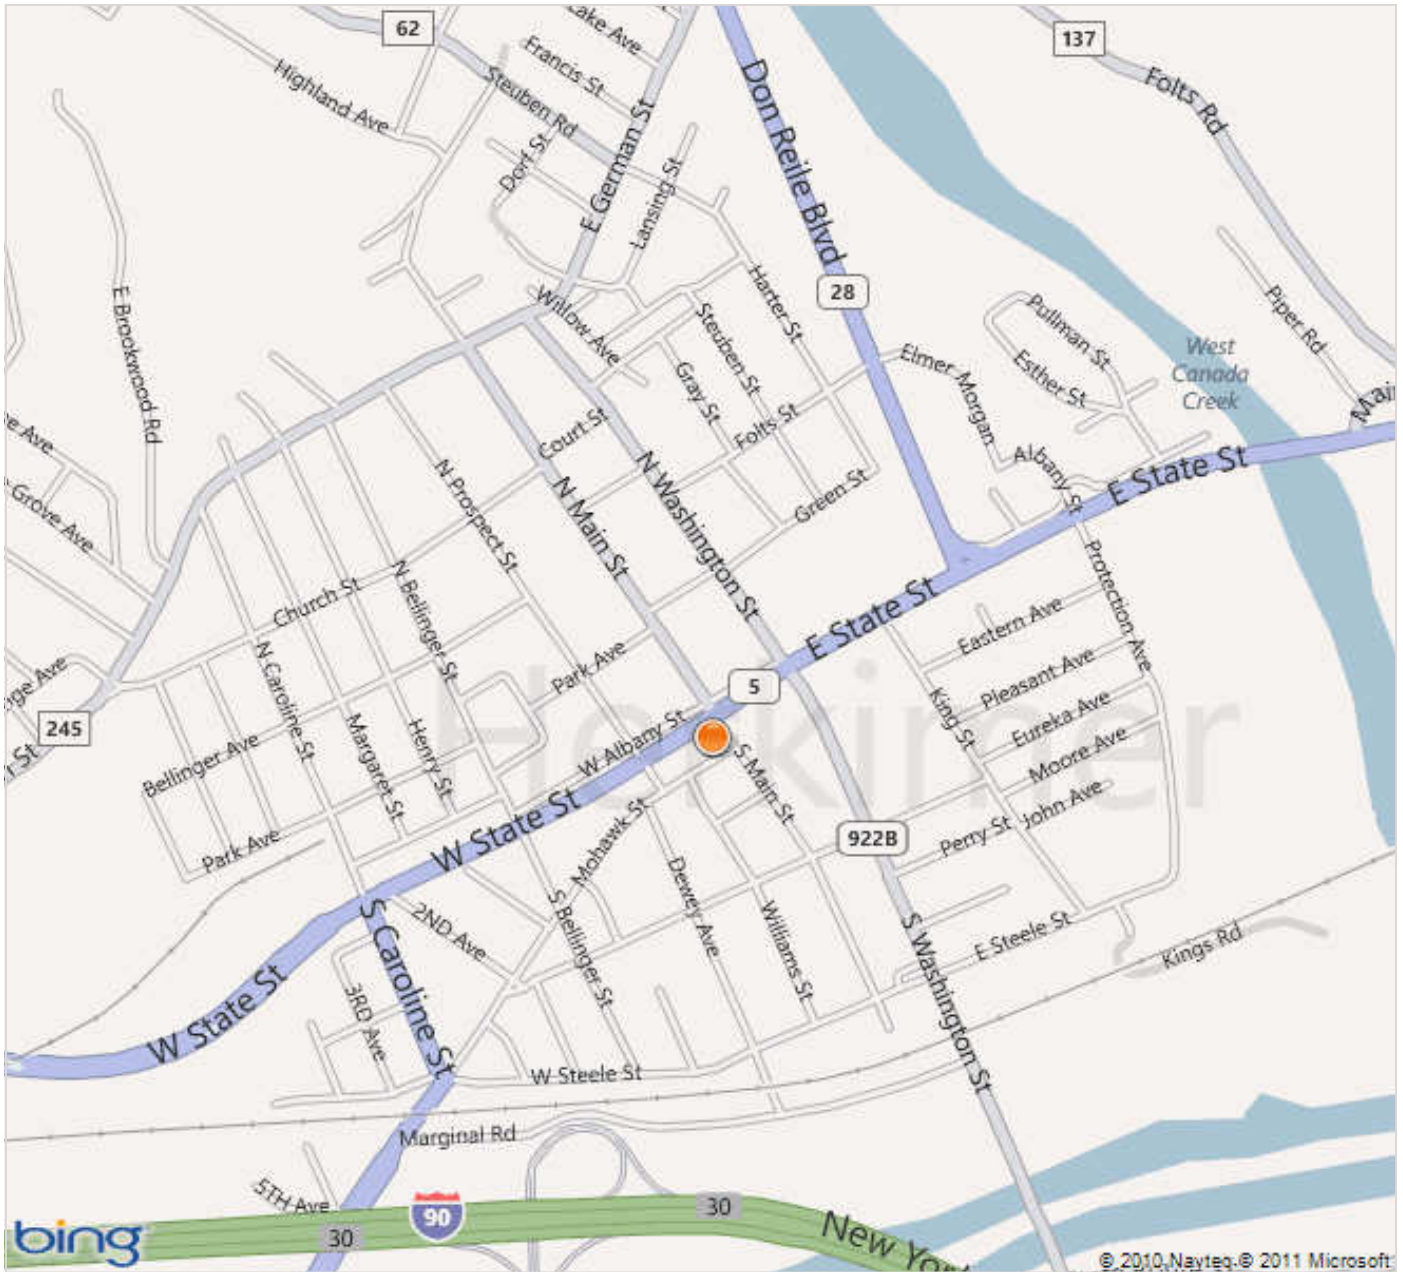 62
Lake Ave
137
Francis St
Highland Ave
Steuben Rd
Don Reile Blvd
Folts Rd
Dorf St
E German St
Lansing St
28
Harter St
E Brookwood Rd
Willow Ave
Steuben St
Pullman St
Piper Rd
West
Canada
Creek
Elmer Morgan
Esther St
Gray St
Court St
Folts St
Albany St
E State St
N Prospect St
N Main St
N Washington St
Green St
Grove Ave
Church St
N Bellinger St
Protection Ave
E State St
Eastern Ave
N Caroline St
Park Ave
5
Pleasant Ave
King St
Eureka Ave
245
Herkimer
Bellinger Ave
Margaret St
Henry St
W Albany St
S Main St
Moore Ave
John Ave
Park Ave
W State St
Mohawk St
922B
Perry St
Dewey Ave
S Caroline St
2ND Ave
S Bellinger St
Williams St
S Washington St
E Steele St
Kings Rd
W State St
3RD Ave
W Steele St
Marginal Rd
5TH Ave
90
30
30
New York
bing
© 2010 Navteq © 2011 Microsoft